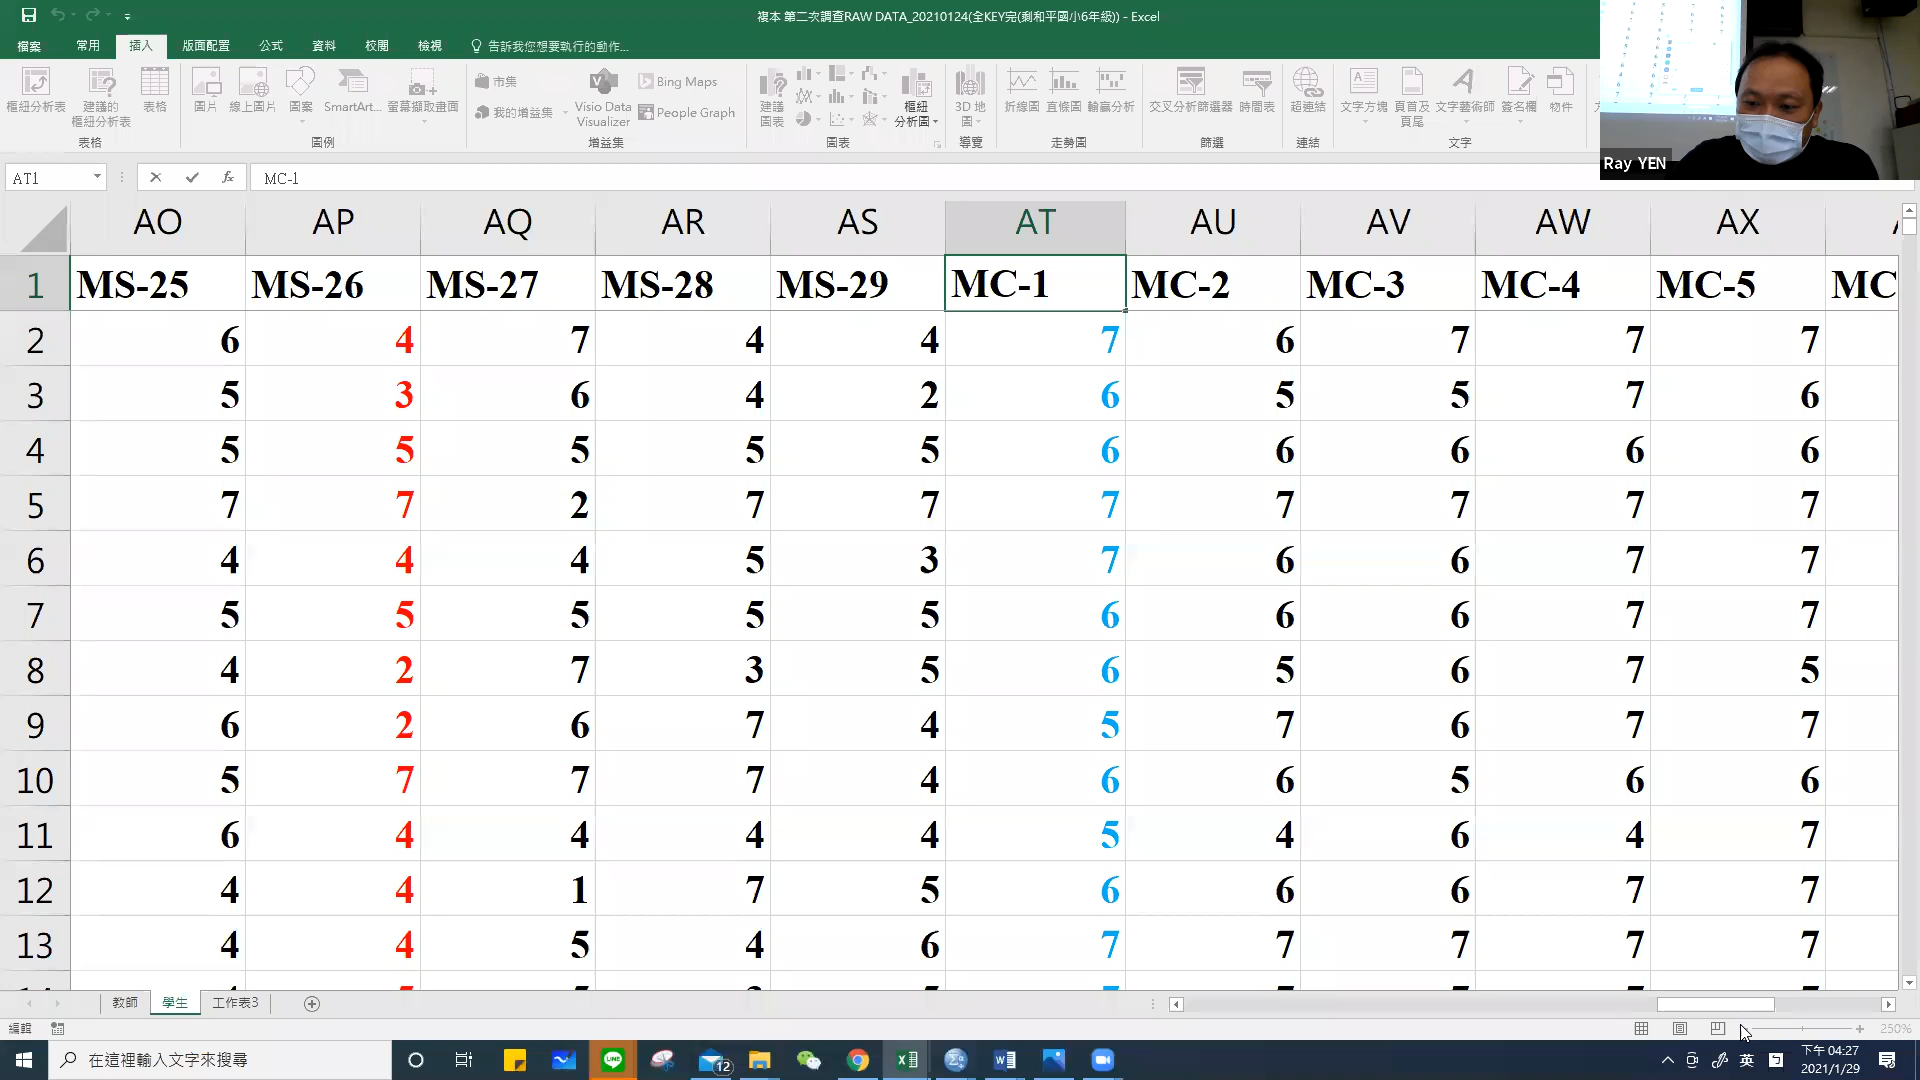 複本 第二次調查RAW DATA_20210124(全KEY完(剩和平國小6年級)) - Excel
檔案 常用 插入 版面配置 公式 資料 校閱 檢視 告訴我您想要執行的動作...
樞紐分析表 建議的樞紐分析表 表格 圖片 線上圖片 圖案 SmartArt... 螢幕擷取畫面 市集 我的增益集 Visio Data Visualizer Bing Maps People Graph 建議圖表 樞紐分析圖 3D 地圖 折線圖 直條圖 輸贏分析 交叉分析篩選器 時間表 超連結 文字方塊 頁首及頁尾 文字藝術師 簽名欄 物件
表格 圖例 增益集 圖表 導覽 走勢圖 篩選 連結 文字
Ray YEN
AT1 fx MC-1
AO AP AQ AR AS AT AU AV AW AX
1 MS-25 MS-26 MS-27 MS-28 MS-29 MC-1 MC-2 MC-3 MC-4 MC-5 MC
2 6 4 7 4 4 7 6 7 7 7
3 5 3 6 4 2 6 5 5 7 6
4 5 5 5 5 5 6 6 6 6 6
5 7 7 2 7 7 7 7 7 7 7
6 4 4 4 5 3 7 6 6 7 7
7 5 5 5 5 5 6 6 6 7 7
8 4 2 7 3 5 6 5 6 7 5
9 6 2 6 7 4 5 7 6 7 7
10 5 7 7 7 4 6 6 5 6 6
11 6 4 4 4 4 5 4 6 4 7
12 4 4 1 7 5 6 6 6 7 7
13 4 4 5 4 6 7 7 7 7 7
教師 學生 工作表3
編輯 250%
在這裡輸入文字來搜尋 12 英 下午 04:27
2021/1/29